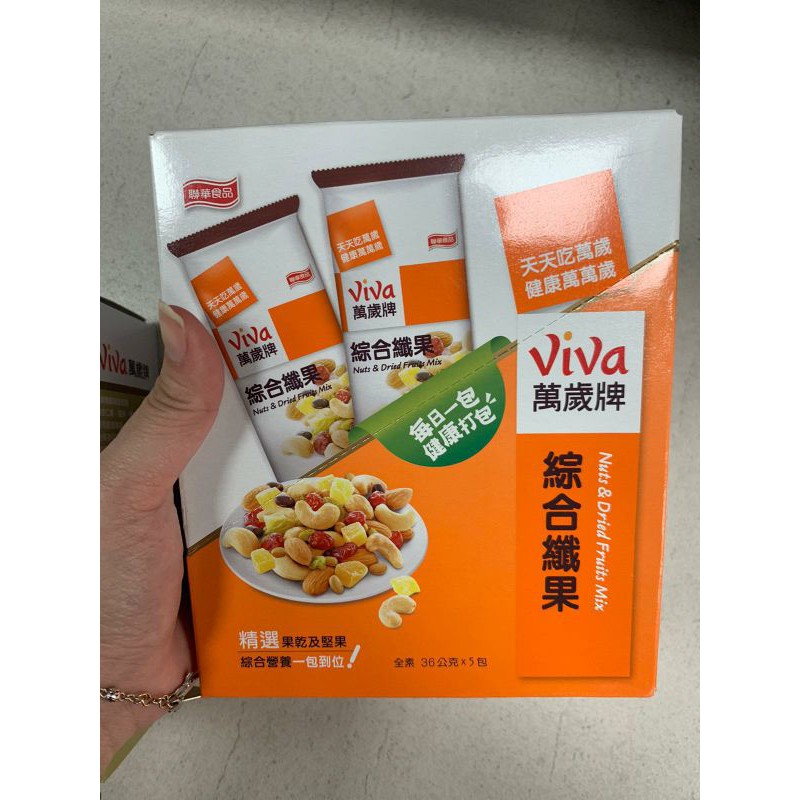 聯華食品
天天吃萬歲
健康萬萬歲
Viva
萬歲牌
綜合纖果
Nuts & Dried Fruits Mix
天天吃萬歲
健康萬萬歲
聯華食品
Viva
萬歲牌
綜合纖果
Nuts & Dried Fruits Mix
聯華食品
天天吃萬歲
健康萬萬歲
Viva
萬歲牌
綜合纖果
Nuts & Dried Fruits Mix
每日一包
健康打包
精選果乾及堅果
綜合營養一包到位!
全素 36公克x5包
Viva 萬歲牌